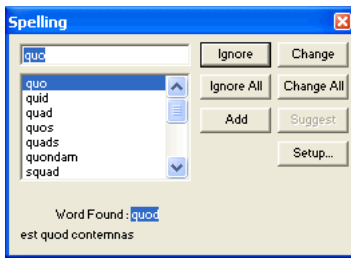 Spelling
quo
Ignore
Change
quo
quid
quad
quos
quads
quondam
squad
Ignore All
Change All
Add
Suggest
Setup...
Word Found : quod
est quod contemnas